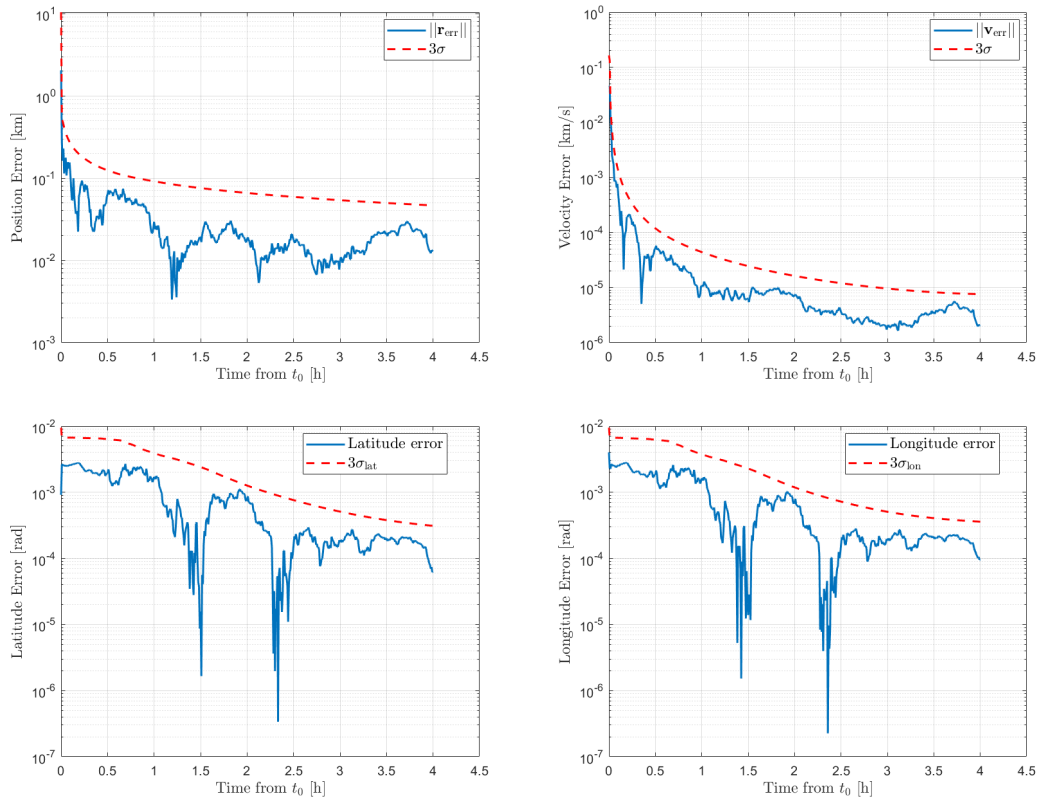 10^1
10^0
10^-1
10^-2
10^-3
Position Error [km]
0 0.5 1 1.5 2 2.5 3 3.5 4 4.5
Time from t_0 [h]
||r_err||
3σ
10^0
10^-1
10^-2
10^-3
10^-4
10^-5
10^-6
Velocity Error [km/s]
0 0.5 1 1.5 2 2.5 3 3.5 4 4.5
Time from t_0 [h]
||v_err||
3σ
10^-2
10^-3
10^-4
10^-5
10^-6
10^-7
Latitude Error [rad]
0 0.5 1 1.5 2 2.5 3 3.5 4 4.5
Time from t_0 [h]
Latitude error
3σ_lat
10^-2
10^-3
10^-4
10^-5
10^-6
10^-7
Longitude Error [rad]
0 0.5 1 1.5 2 2.5 3 3.5 4 4.5
Time from t_0 [h]
Longitude error
3σ_lon